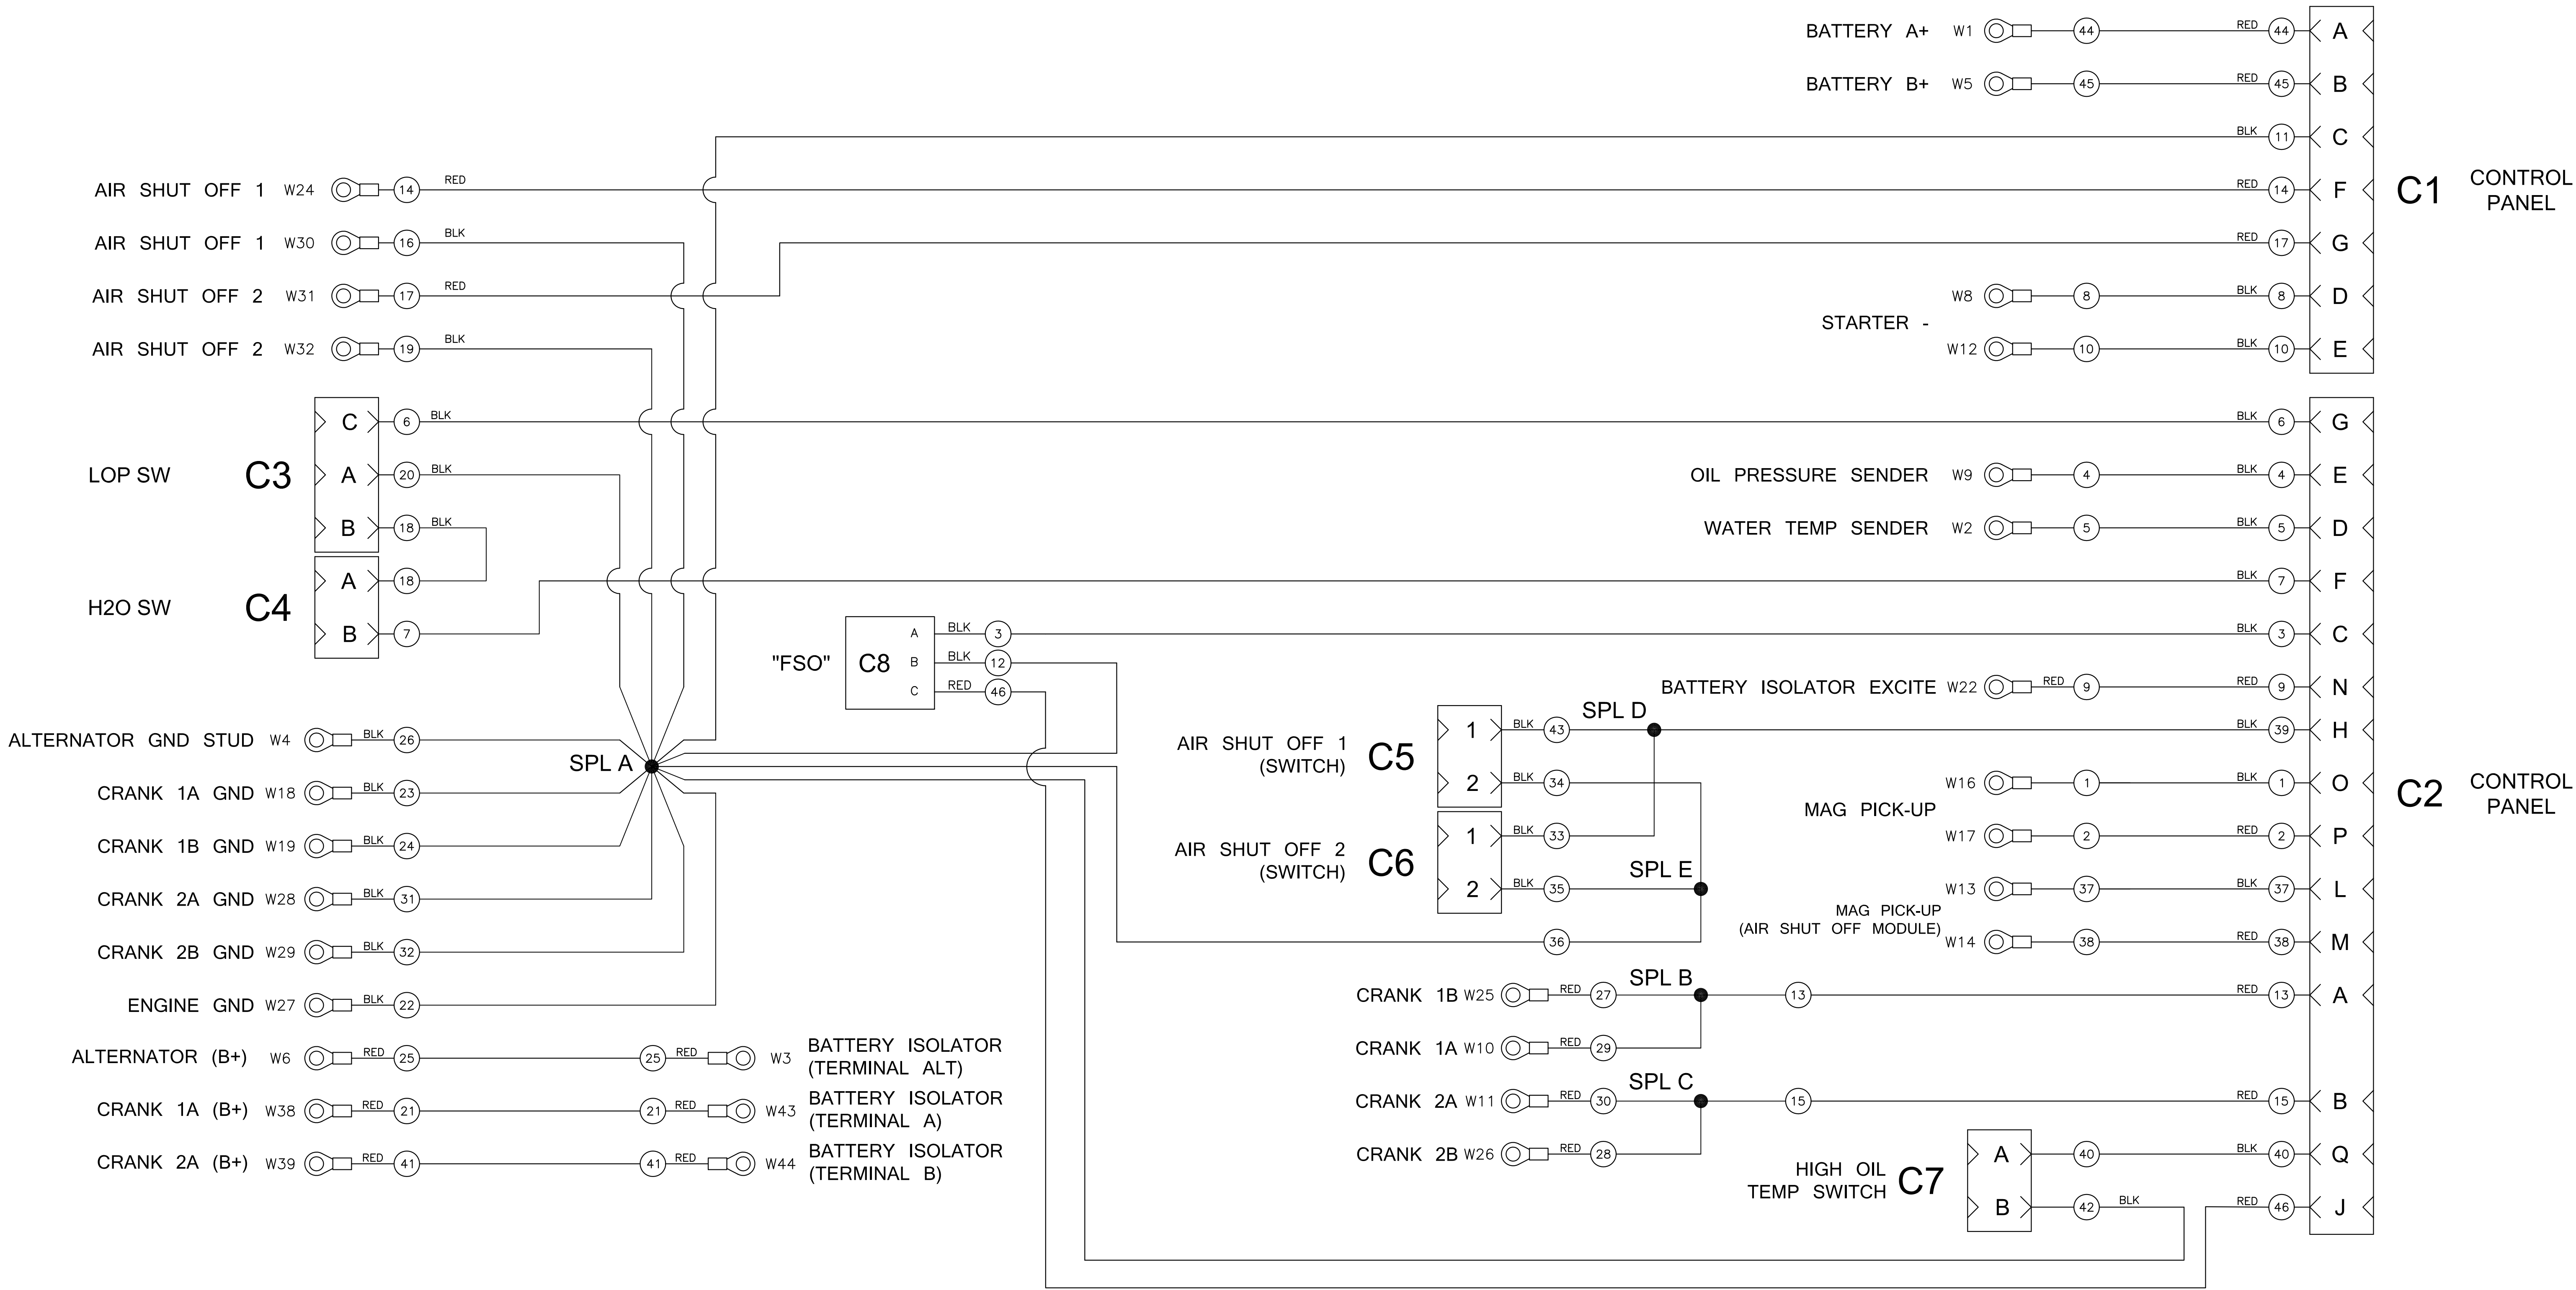 BATTERY A+ W1 44 RED 44 A
BATTERY B+ W5 45 RED 45 B
BLK 11 C
AIR SHUT OFF 1 W24 14 RED RED 14 F
C1 CONTROL
PANEL
AIR SHUT OFF 1 W30 16 BLK RED 17 G
AIR SHUT OFF 2 W31 17 RED W8 8 BLK 8 D
STARTER -
AIR SHUT OFF 2 W32 19 BLK W12 10 BLK 10 E
C 6 BLK BLK 6 G
LOP SW C3 A 20 BLK OIL PRESSURE SENDER W9 4 BLK 4 E
B 18 BLK WATER TEMP SENDER W2 5 BLK 5 D
A 18 BLK 7 F
H2O SW C4
B 7 A BLK 3 BLK 3 C
"FSO" C8 B BLK 12
C RED 46
BATTERY ISOLATOR EXCITE W22 RED 9 RED 9 N
SPL D
1 BLK 43 BLK 39 H
ALTERNATOR GND STUD W4 BLK 26
AIR SHUT OFF 1
(SWITCH) C5
SPL A
2 BLK 34 W16 1 BLK 1 O
CRANK 1A GND W18 BLK 23
C2 CONTROL
PANEL
MAG PICK-UP
1 BLK 33 W17 2 RED 2 P
CRANK 1B GND W19 BLK 24
AIR SHUT OFF 2
(SWITCH) C6
SPL E
2 BLK 35 W13 37 BLK 37 L
CRANK 2A GND W28 BLK 31
MAG PICK-UP
(AIR SHUT OFF MODULE)
36 W14 38 RED 38 M
CRANK 2B GND W29 BLK 32
SPL B
CRANK 1B W25 RED 27 13 RED 13 A
ENGINE GND W27 BLK 22
CRANK 1A W10 RED 29
ALTERNATOR (B+) W6 RED 25 25 RED W3 BATTERY ISOLATOR
(TERMINAL ALT)
SPL C
CRANK 2A W11 RED 30 15 RED 15 B
CRANK 1A (B+) W38 RED 21 21 RED W43 BATTERY ISOLATOR
(TERMINAL A)
CRANK 2B W26 RED 28 A 40 BLK 40 Q
CRANK 2A (B+) W39 RED 41 41 RED W44 BATTERY ISOLATOR
(TERMINAL B)
HIGH OIL
TEMP SWITCH C7
B 42 BLK RED 46 J